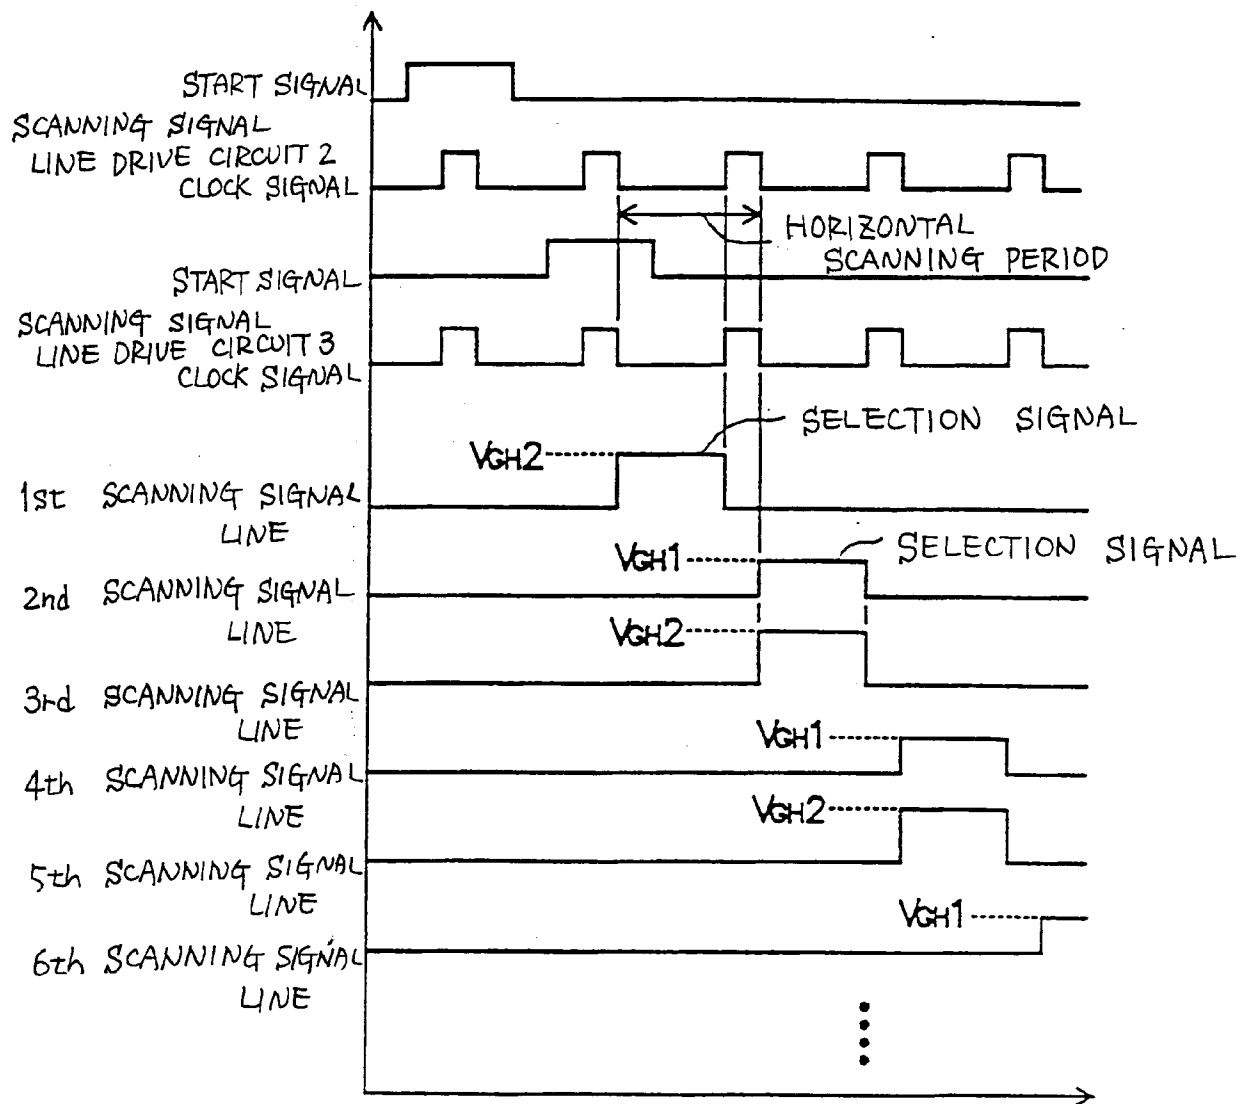 START SIGNAL
SCANNING SIGNAL
LINE DRIVE CIRCUIT 2
CLOCK SIGNAL
HORIZONTAL
SCANNING PERIOD
START SIGNAL
SCANNING SIGNAL
LINE DRIVE CIRCUIT 3
CLOCK SIGNAL
SELECTION SIGNAL
VGH2
1st SCANNING SIGNAL
LINE
VGH1
SELECTION SIGNAL
2nd SCANNING SIGNAL
LINE
VGH2
3rd SCANNING SIGNAL
LINE
VGH1
4th SCANNING SIGNAL
LINE
VGH2
5th SCANNING SIGNAL
LINE
VGH1
6th SCANNING SIGNAL
LINE